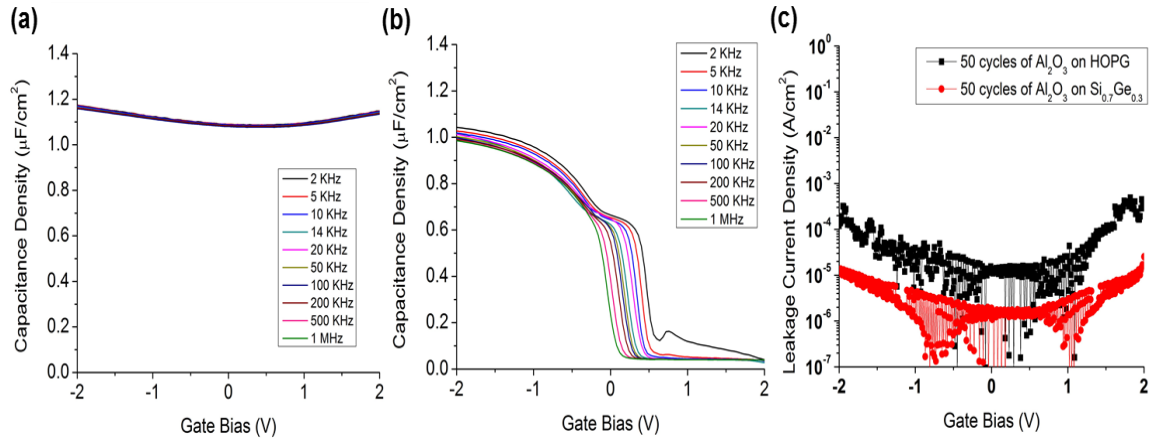 (a)
1.4
1.2
1.0
0.8
0.6
0.4
0.2
0.0
-2
-1
0
1
2
Capacitance Density (μF/cm²)
Gate Bias (V)
2 KHz
5 KHz
10 KHz
14 KHz
20 KHz
50 KHz
100 KHz
200 KHz
500 KHz
1 MHz
(b)
1.4
1.2
1.0
0.8
0.6
0.4
0.2
0.0
-2
-1
0
1
2
Capacitance Density (μF/cm²)
Gate Bias (V)
2 KHz
5 KHz
10 KHz
14 KHz
20 KHz
50 KHz
100 KHz
200 KHz
500 KHz
1 MHz
(c)
10⁰
10⁻¹
10⁻²
10⁻³
10⁻⁴
10⁻⁵
10⁻⁶
10⁻⁷
-2
-1
0
1
2
Leakage Current Density (A/cm²)
Gate Bias (V)
50 cycles of Al₂O₃ on HOPG
50 cycles of Al₂O₃ on Si₀.₇Ge₀.₃